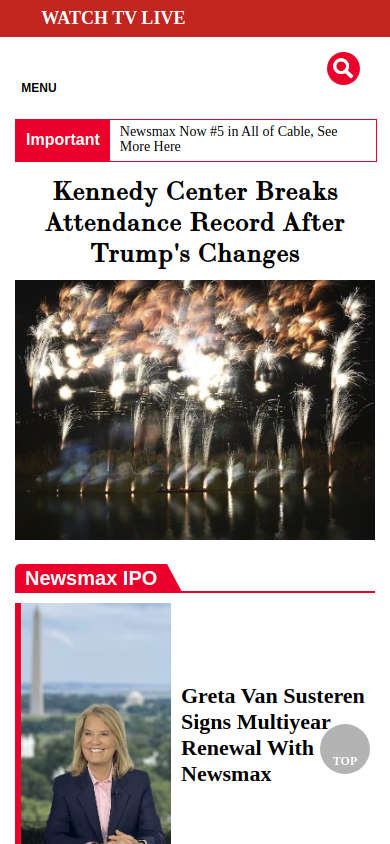 WATCH TV LIVE
MENU
Important
Newsmax Now #5 in All of Cable, See
More Here
Kennedy Center Breaks
Attendance Record After
Trump's Changes
Newsmax IPO
Greta Van Susteren
Signs Multiyear
Renewal With
Newsmax
TOP